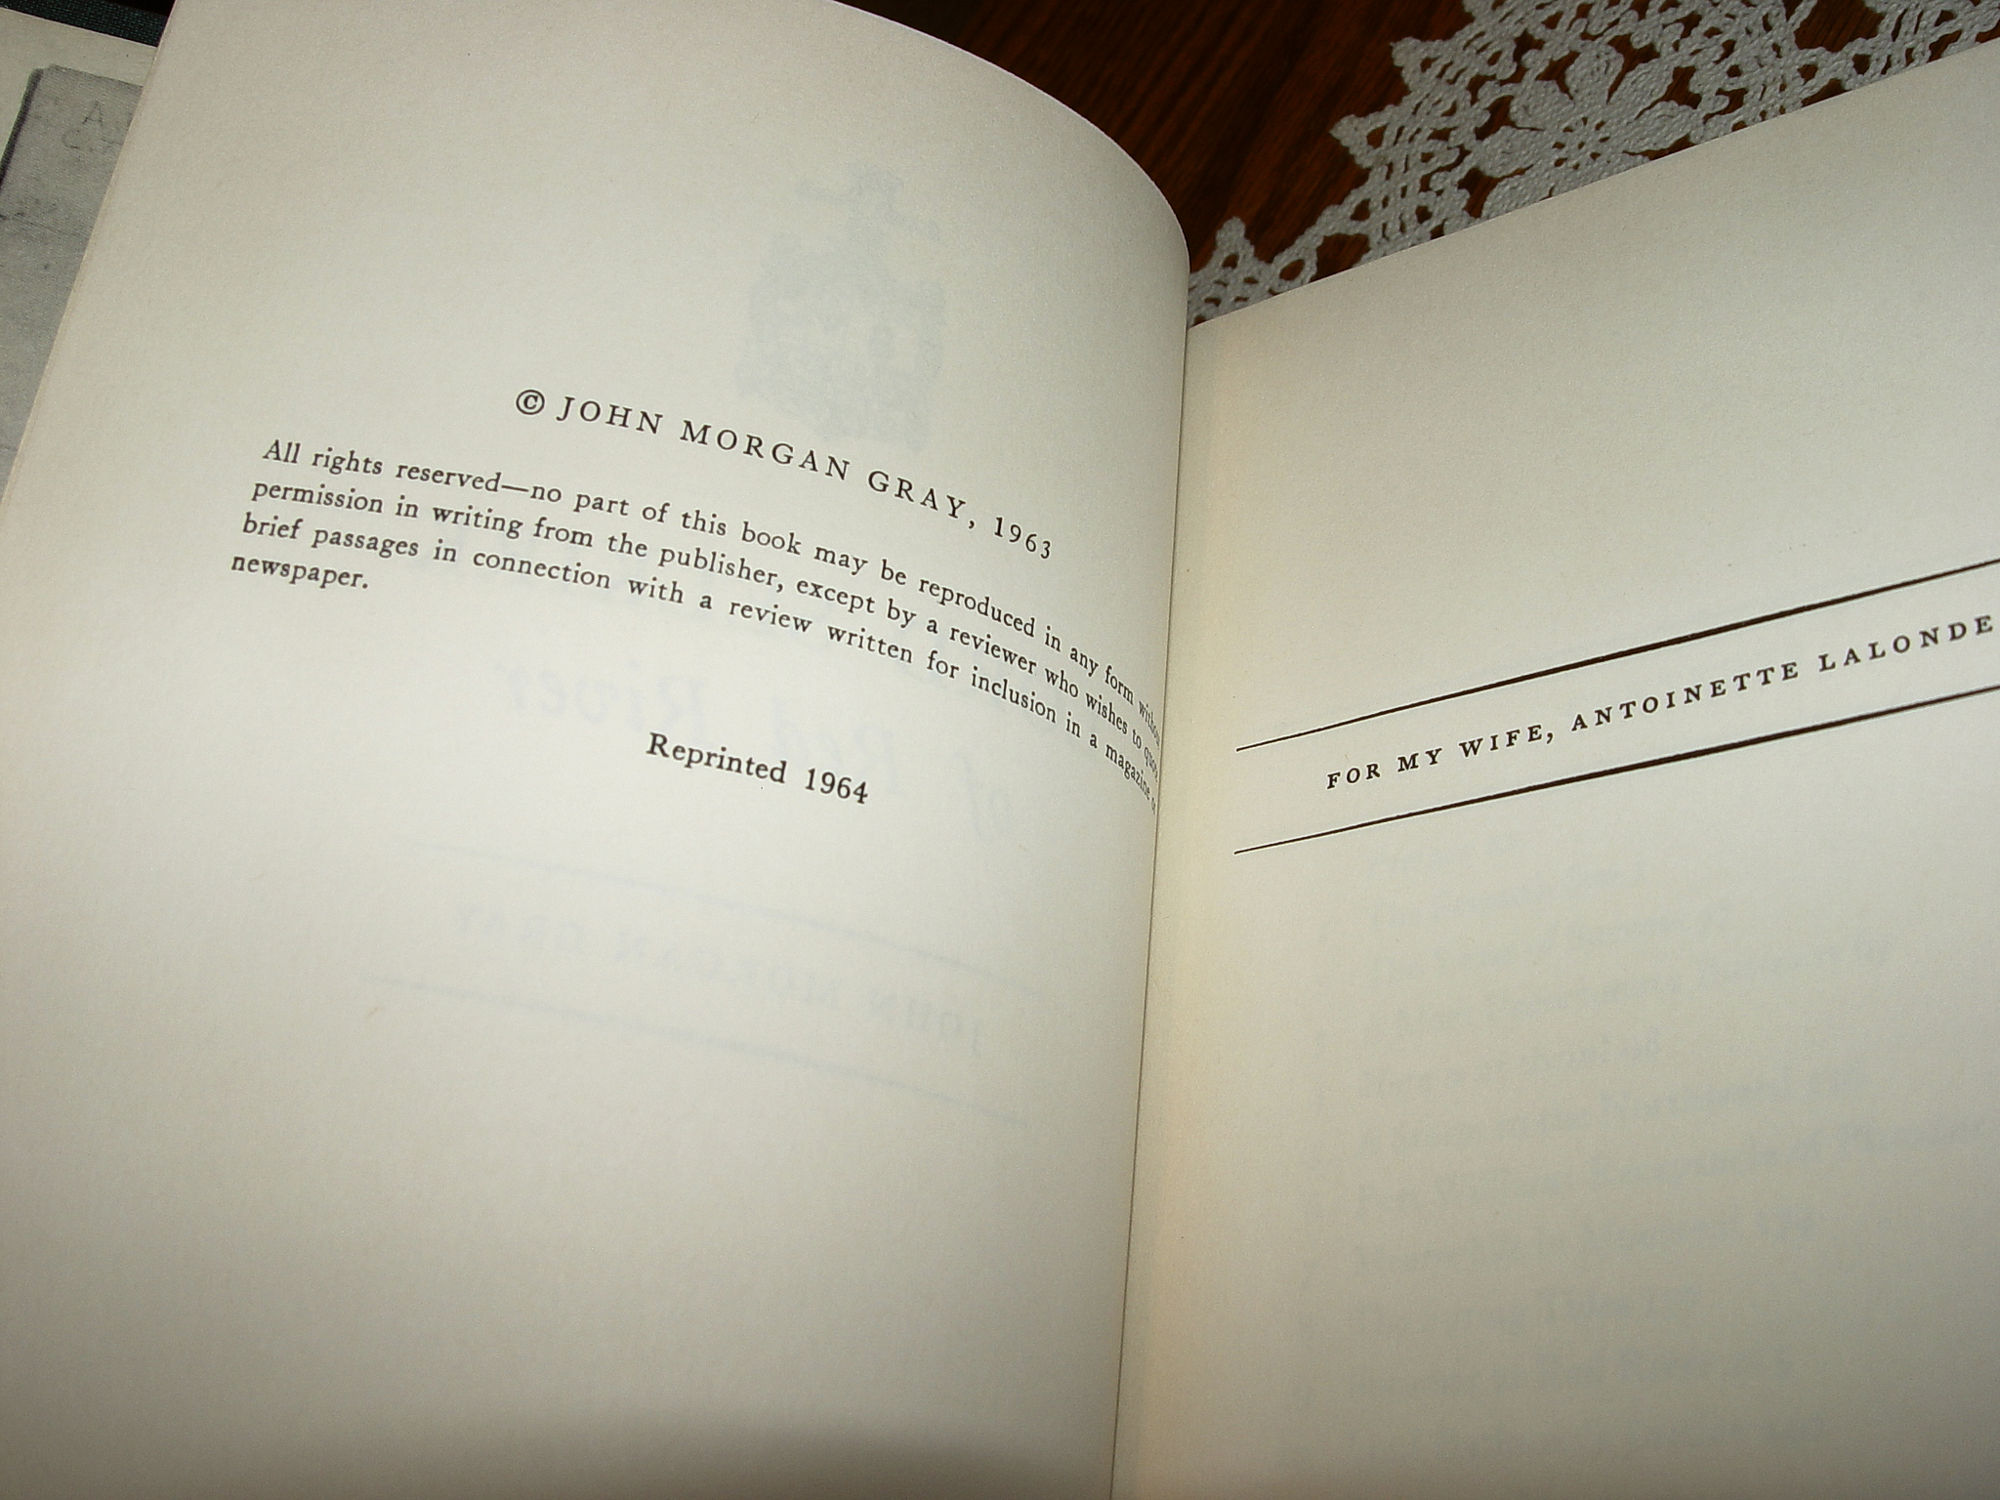 © JOHN MORGAN GRAY, 1963
All rights reserved—no part of this book may be reproduced in any form without
permission in writing from the publisher, except by a reviewer who wishes to quote
brief passages in connection with a review written for inclusion in a magazine or
newspaper.
Reprinted 1964
FOR MY WIFE, ANTOINETTE LALONDE